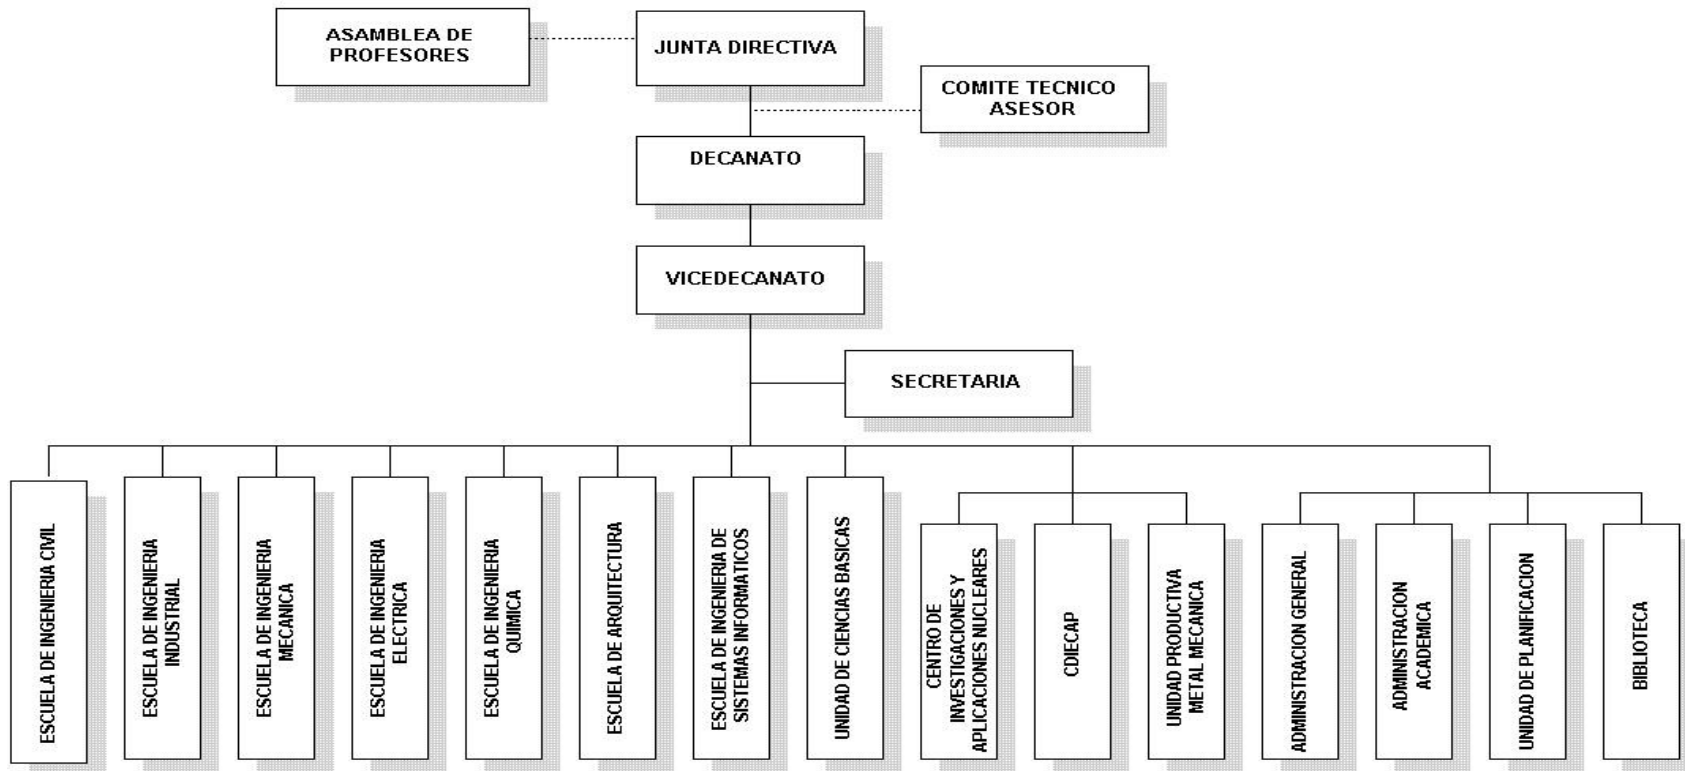 ASAMBLEA DE
PROFESORES
JUNTA DIRECTIVA
COMITE TECNICO
ASESOR
DECANATO
VICEDECANATO
SECRETARIA
ESCUELA DE INGENIERIA CIVIL
ESCUELA DE INGENIERIA
INDUSTRIAL
ESCUELA DE INGENIERIA
MECANICA
ESCUELA DE INGENIERIA
ELECTRICA
ESCUELA DE INGENIERIA
QUIMICA
ESCUELA DE ARQUITECTURA
ESCUELA DE INGENIERIA DE
SISTEMAS INFORMATICOS
UNIDAD DE CIENCIAS BASICAS
CENTRO DE
INVESTIGACIONES Y
APLICACIONES NUCLEARES
CDIECAP
UNIDAD PRODUCTIVA
METAL MECANICA
ADMINISTRACION GENERAL
ADMINISTRACION
ACADEMICA
UNIDAD DE PLANIFICACION
BIBLIOTECA